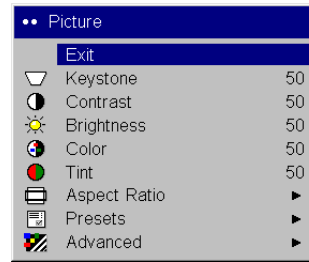 •• Picture
Exit
Keystone 50
Contrast 50
Brightness 50
Color 50
Tint 50
Aspect Ratio ►
Presets ►
Advanced ►